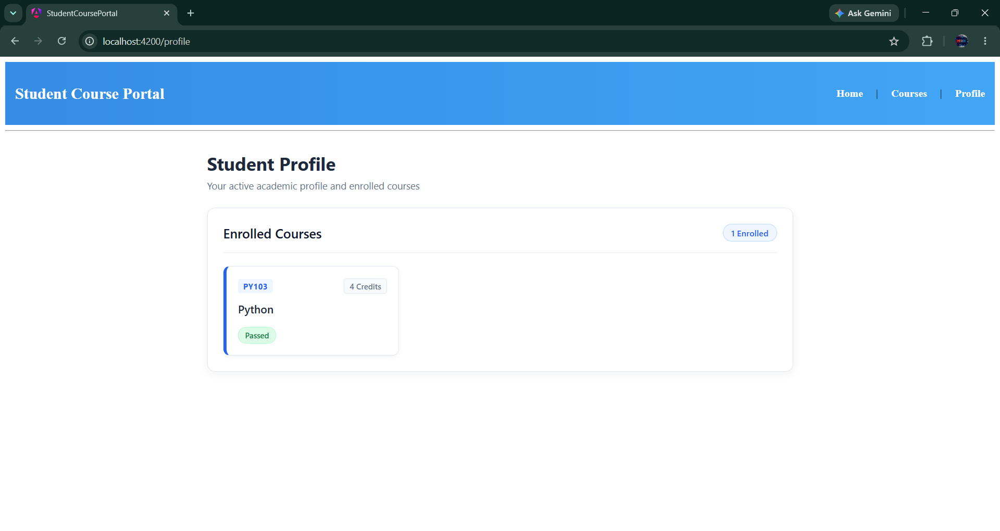 StudentCoursePortal
Ask Gemini
localhost:4200/profile
MRK
Student Course Portal
Home | Courses | Profile
Student Profile
Your active academic profile and enrolled courses
Enrolled Courses
1 Enrolled
PY103
4 Credits
Python
Passed